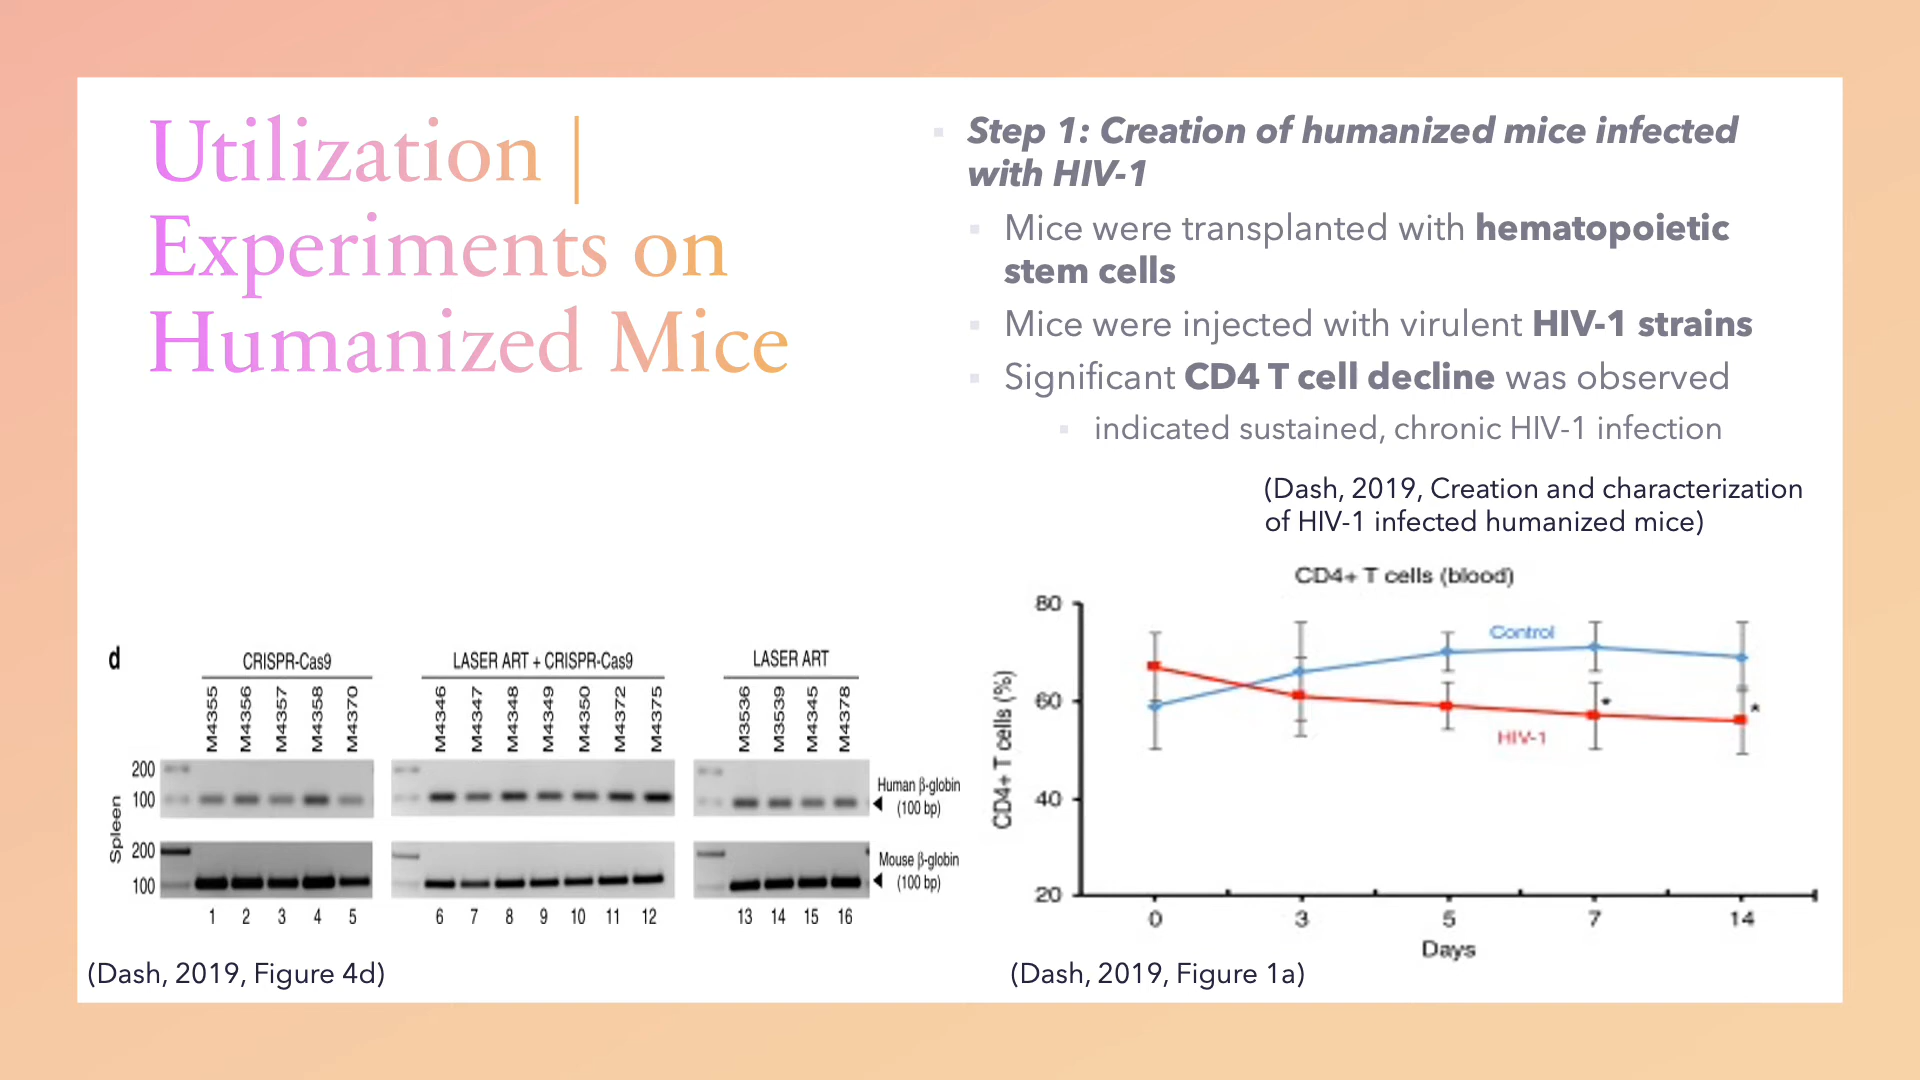 Utilization |
Experiments on
Humanized Mice
Step 1: Creation of humanized mice infected
with HIV-1
Mice were transplanted with hematopoietic
stem cells
Mice were injected with virulent HIV-1 strains
Significant CD4 T cell decline was observed
indicated sustained, chronic HIV-1 infection
(Dash, 2019, Creation and characterization
of HIV-1 infected humanized mice)
d
CRISPR-Cas9 LASER ART + CRISPR-Cas9 LASER ART
M4355 M4356 M4357 M4358 M4370 M4346 M4347 M4348 M4349 M4350 M4372 M4375 M3536 M3539 M4345 M4378
Spleen
200
100
Human β-globin
(100 bp)
200
100
Mouse β-globin
(100 bp)
1 2 3 4 5 6 7 8 9 10 11 12 13 14 15 16
(Dash, 2019, Figure 4d)
CD4+ T cells (blood)
CD4+ T cells (%)
80
60
40
20
Control
*
*
HIV-1
0 3 5 7 14
Days
(Dash, 2019, Figure 1a)